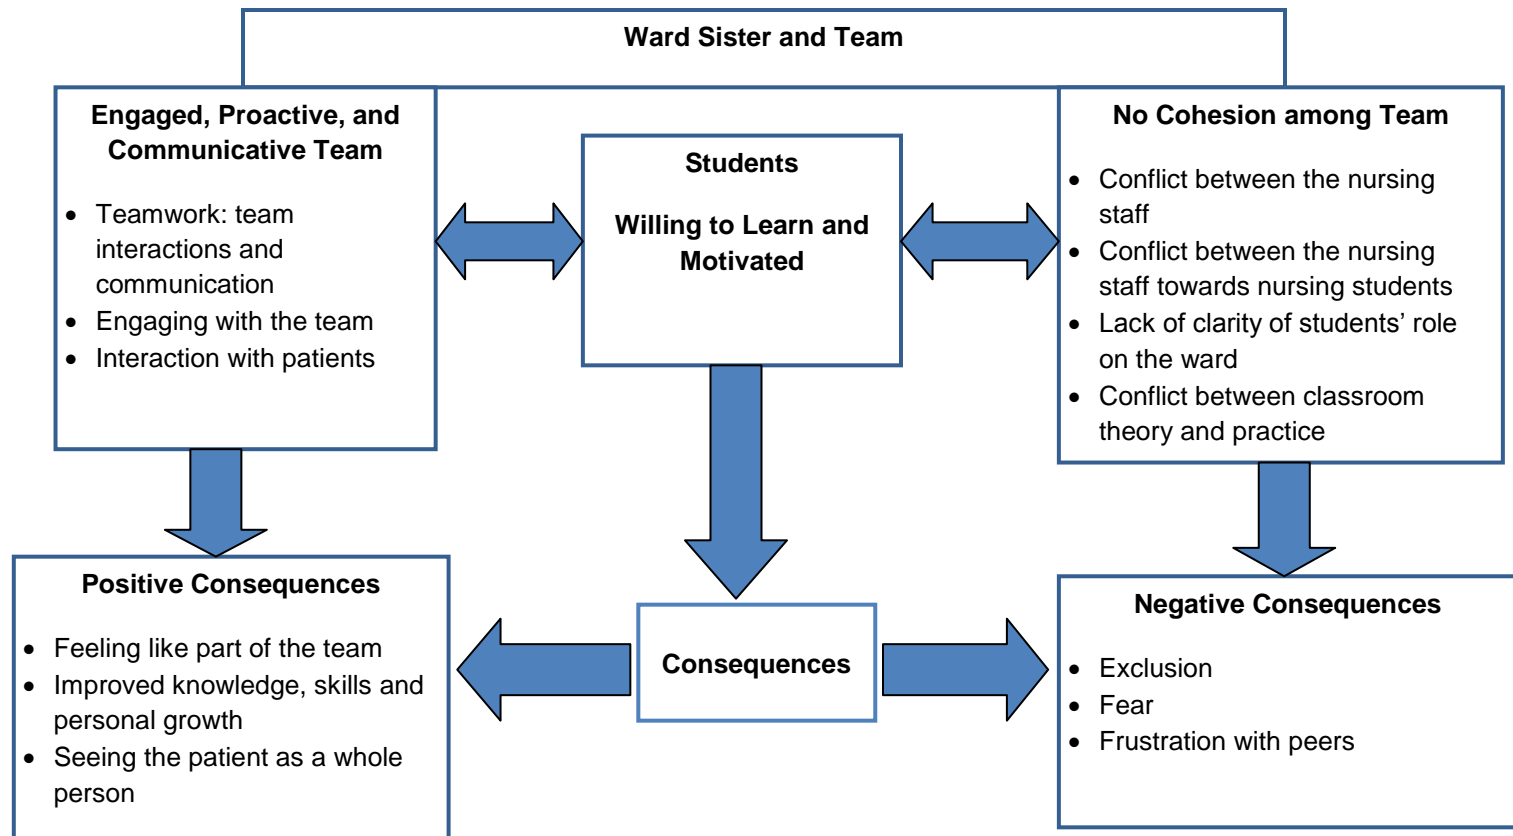 Ward Sister and Team
Engaged, Proactive, and
Communicative Team
• Teamwork: team
interactions and
communication
• Engaging with the team
• Interaction with patients
Students
Willing to Learn and
Motivated
No Cohesion among Team
• Conflict between the nursing
staff
• Conflict between the nursing
staff towards nursing students
• Lack of clarity of students’ role
on the ward
• Conflict between classroom
theory and practice
Positive Consequences
• Feeling like part of the team
• Improved knowledge, skills and
personal growth
• Seeing the patient as a whole
person
Consequences
Negative Consequences
• Exclusion
• Fear
• Frustration with peers